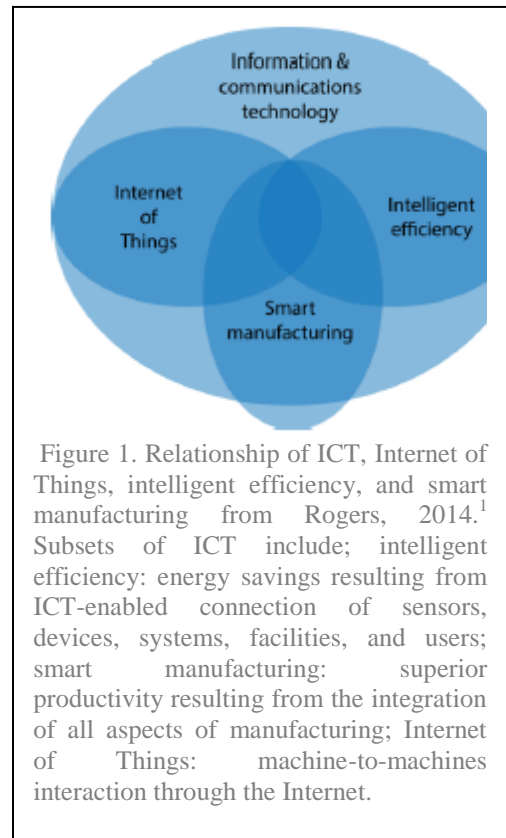 Information &
communications
technology
Internet
of
Things
Intelligent
efficiency
Smart
manufacturing
Figure 1. Relationship of ICT, Internet of
Things, intelligent efficiency, and smart
manufacturing from Rogers, 2014.1
Subsets of ICT include; intelligent
efficiency: energy savings resulting from
ICT-enabled connection of sensors,
devices, systems, facilities, and users;
smart manufacturing: superior
productivity resulting from the integration
of all aspects of manufacturing; Internet
of Things: machine-to-machines
interaction through the Internet.